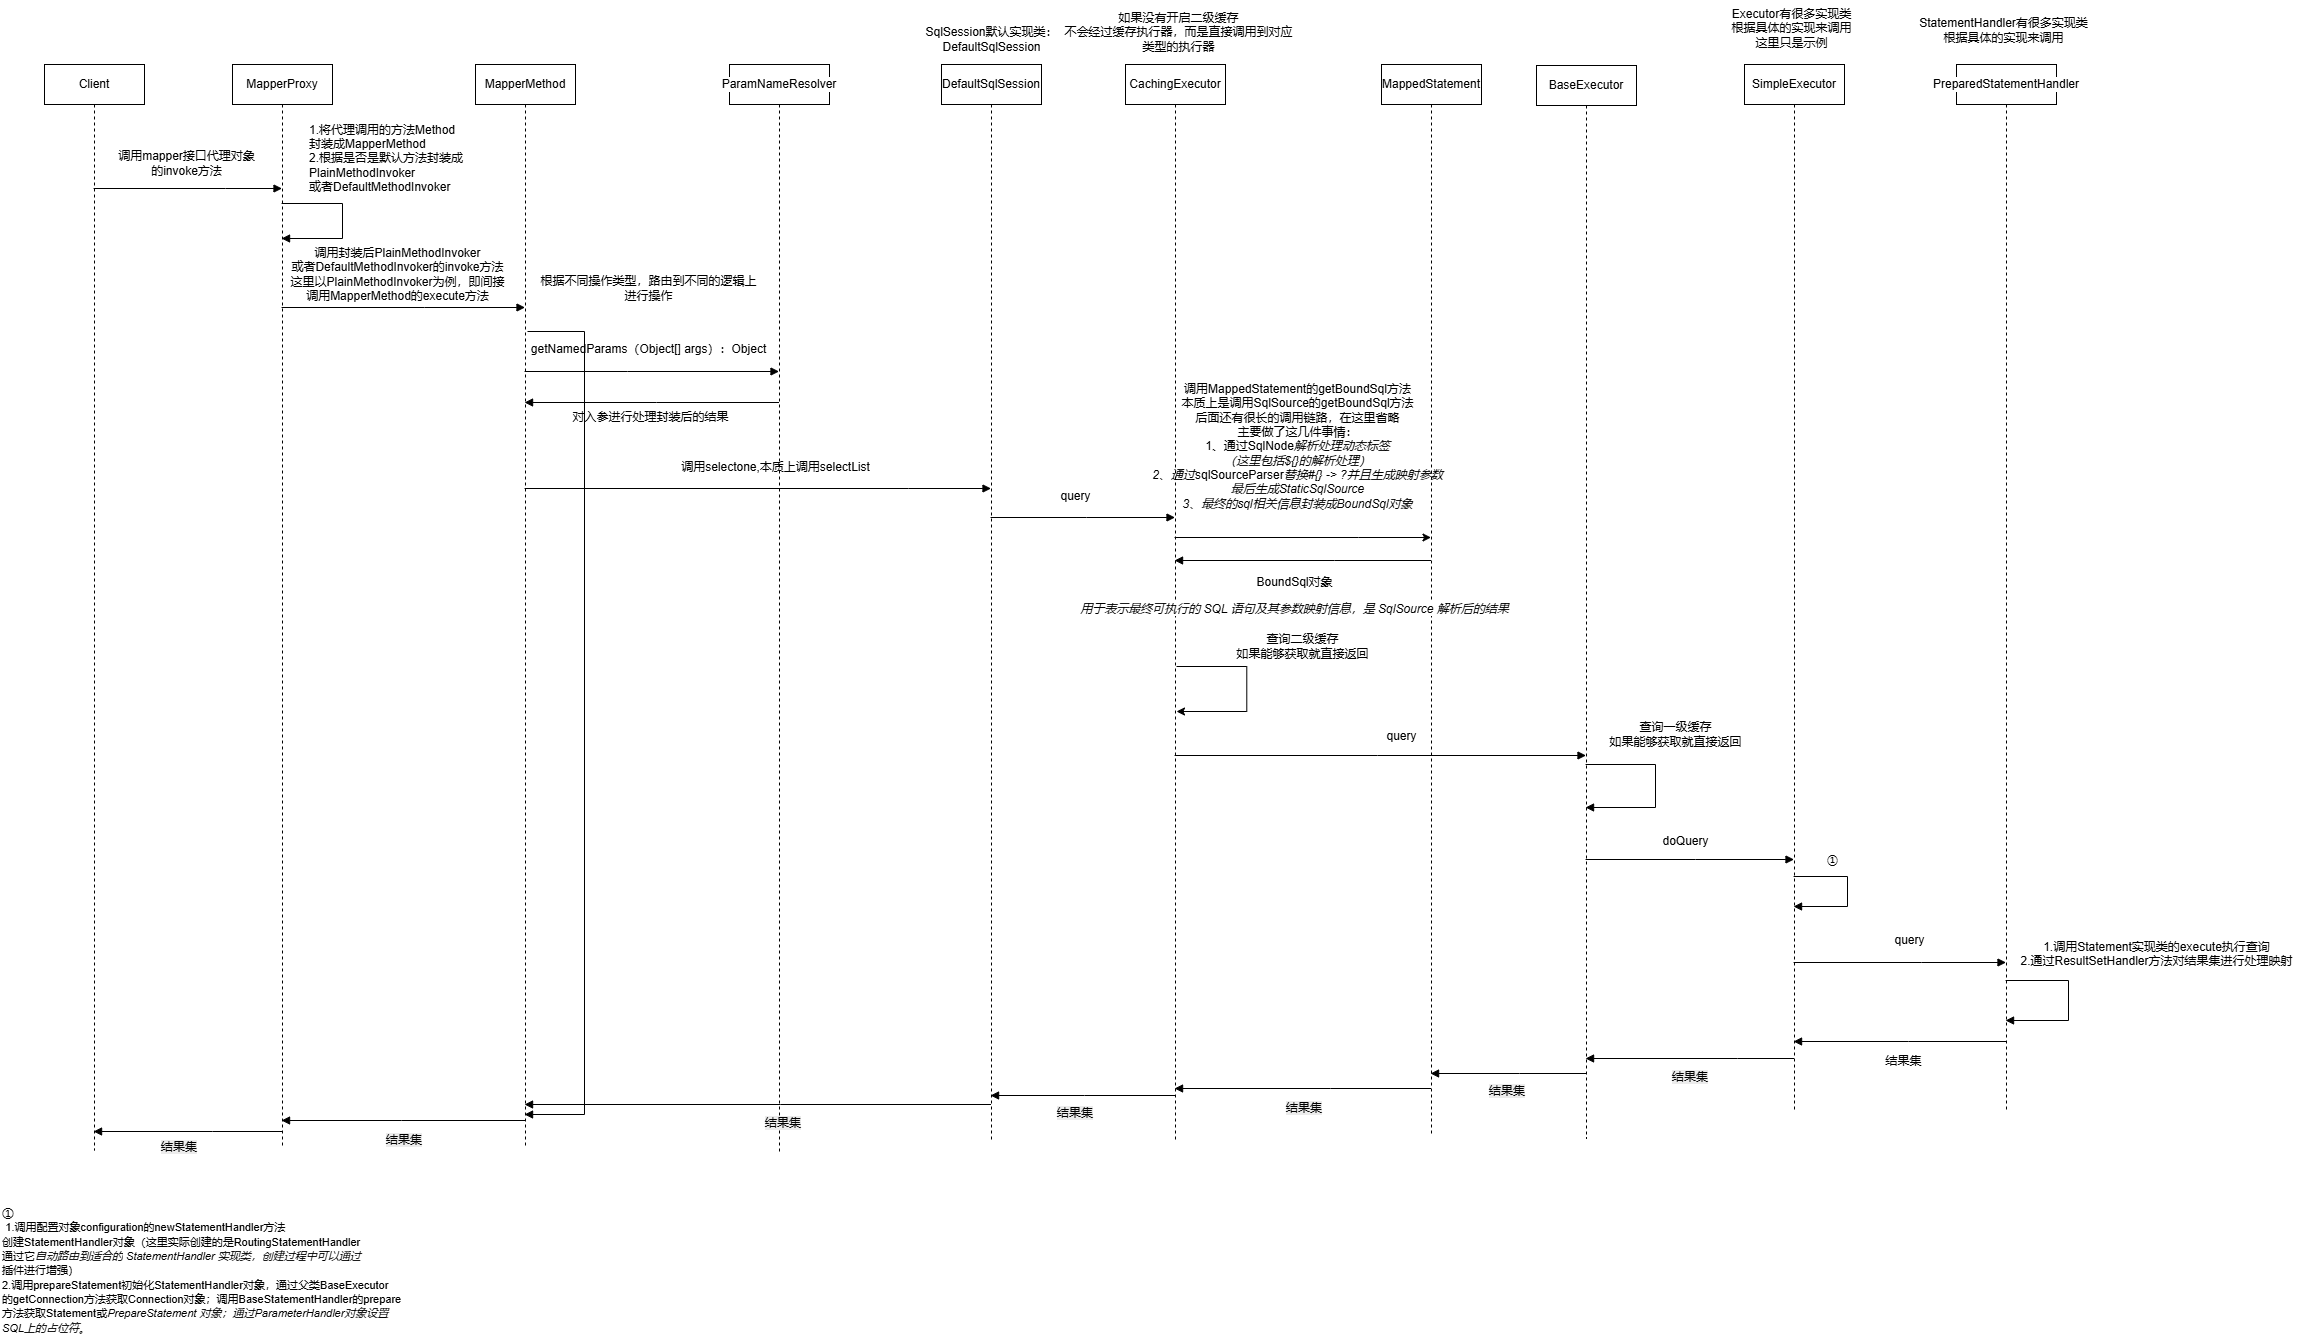 SqlSession默认实现类：
DefaultSqlSession
如果没有开启二级缓存
不会经过缓存执行器，而是直接调用到对应
类型的执行器
Executor有很多实现类
根据具体的实现来调用
这里只是示例
StatementHandler有很多实现类
根据具体的实现来调用
Client
MapperProxy
MapperMethod
ParamNameResolver
DefaultSqlSession
CachingExecutor
MappedStatement
BaseExecutor
SimpleExecutor
PreparedStatementHandler
调用mapper接口代理对象
的invoke方法
1.将代理调用的方法Method
封装成MapperMethod
2.根据是否是默认方法封装成
PlainMethodInvoker
或者DefaultMethodInvoker
调用封装后PlainMethodInvoker
或者DefaultMethodInvoker的invoke方法
这里以PlainMethodInvoker为例，即间接
调用MapperMethod的execute方法
根据不同操作类型，路由到不同的逻辑上
进行操作
getNamedParams（Object[] args）：Object
对入参进行处理封装后的结果
调用selectone,本质上调用selectList
query
调用MappedStatement的getBoundSql方法
本质上是调用SqlSource的getBoundSql方法
后面还有很长的调用链路，在这里省略
主要做了这几件事情：
1、通过SqlNode解析处理动态标签
（这里包括${}的解析处理）
2、通过sqlSourceParser替换#{} -> ?并且生成映射参数
最后生成StaticSqlSource
3、最终的sql相关信息封装成BoundSql对象
BoundSql对象
用于表示最终可执行的 SQL 语句及其参数映射信息，是 SqlSource 解析后的结果
查询二级缓存
如果能够获取就直接返回
query
查询一级缓存
如果能够获取就直接返回
doQuery
①
query
1.调用Statement实现类的execute执行查询
2.通过ResultSetHandler方法对结果集进行处理映射
结果集
结果集
结果集
结果集
结果集
结果集
结果集
结果集
①
1.调用配置对象configuration的newStatementHandler方法
创建StatementHandler对象（这里实际创建的是RoutingStatementHandler
通过它自动路由到适合的 StatementHandler 实现类，创建过程中可以通过
插件进行增强）
2.调用prepareStatement初始化StatementHandler对象，通过父类BaseExecutor
的getConnection方法获取Connection对象；调用BaseStatementHandler的prepare
方法获取Statement或PrepareStatement 对象；通过ParameterHandler对象设置
SQL上的占位符。